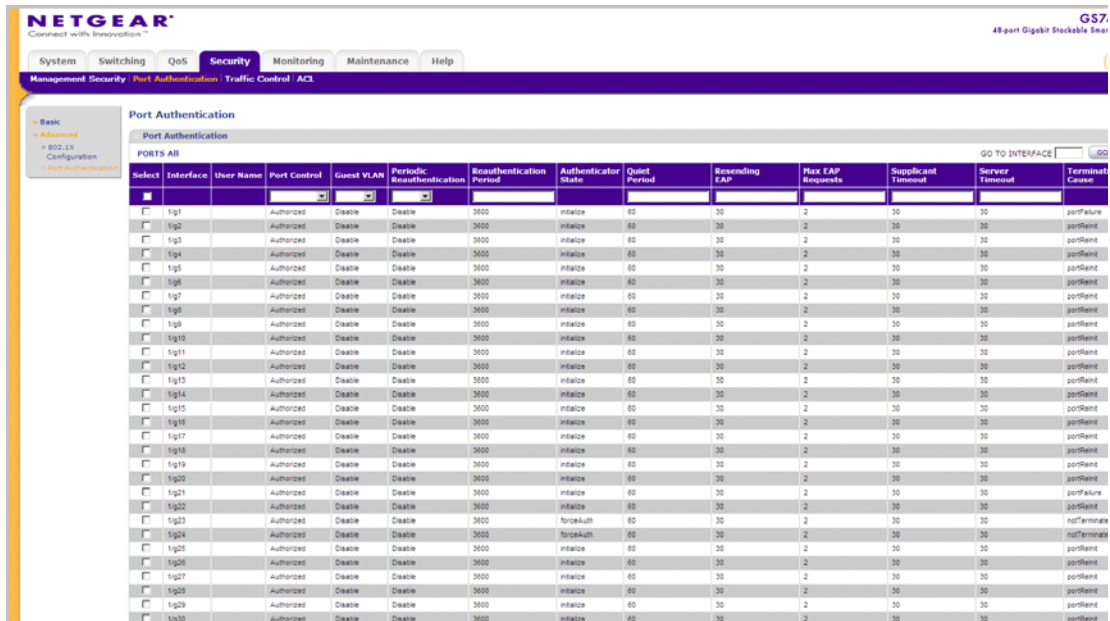 NETGEAR®
Connect with Innovation™
GS7
48-port Gigabit Stackable Smar
System Switching QoS Security Monitoring Maintenance Help
Management Security Port Authentication Traffic Control ACL
Basic
Advanced
802.1X
Configuration
Port Authentication
Port Authentication
Port Authentication
PORTS All GO TO INTERFACE GO
Select Interface User Name Port Control Guest VLAN Periodic Reauthentication Reauthentication Period Authenticator State Quiet Period Resending EAP Max EAP Requests Supplicant Timeout Server Timeout Terminati Cause
1/g1 Authorized Disable Disable 3600 initialize 60 30 2 30 30 portFailure
1/g2 Authorized Disable Disable 3600 initialize 60 30 2 30 30 portReinit
1/g3 Authorized Disable Disable 3600 initialize 60 30 2 30 30 portReinit
1/g4 Authorized Disable Disable 3600 initialize 60 30 2 30 30 portReinit
1/g5 Authorized Disable Disable 3600 initialize 60 30 2 30 30 portReinit
1/g6 Authorized Disable Disable 3600 initialize 60 30 2 30 30 portReinit
1/g7 Authorized Disable Disable 3600 initialize 60 30 2 30 30 portReinit
1/g8 Authorized Disable Disable 3600 initialize 60 30 2 30 30 portReinit
1/g9 Authorized Disable Disable 3600 initialize 60 30 2 30 30 portReinit
1/g10 Authorized Disable Disable 3600 initialize 60 30 2 30 30 portReinit
1/g11 Authorized Disable Disable 3600 initialize 60 30 2 30 30 portReinit
1/g12 Authorized Disable Disable 3600 initialize 60 30 2 30 30 portReinit
1/g13 Authorized Disable Disable 3600 initialize 60 30 2 30 30 portReinit
1/g14 Authorized Disable Disable 3600 initialize 60 30 2 30 30 portReinit
1/g15 Authorized Disable Disable 3600 initialize 60 30 2 30 30 portReinit
1/g16 Authorized Disable Disable 3600 initialize 60 30 2 30 30 portReinit
1/g17 Authorized Disable Disable 3600 initialize 60 30 2 30 30 portReinit
1/g18 Authorized Disable Disable 3600 initialize 60 30 2 30 30 portReinit
1/g19 Authorized Disable Disable 3600 initialize 60 30 2 30 30 portReinit
1/g20 Authorized Disable Disable 3600 initialize 60 30 2 30 30 portReinit
1/g21 Authorized Disable Disable 3600 initialize 60 30 2 30 30 portFailure
1/g22 Authorized Disable Disable 3600 initialize 60 30 2 30 30 portReinit
1/g23 Authorized Disable Disable 3600 forceAuth 60 30 2 30 30 notTerminate
1/g24 Authorized Disable Disable 3600 forceAuth 60 30 2 30 30 notTerminate
1/g25 Authorized Disable Disable 3600 initialize 60 30 2 30 30 portReinit
1/g26 Authorized Disable Disable 3600 initialize 60 30 2 30 30 portReinit
1/g27 Authorized Disable Disable 3600 initialize 60 30 2 30 30 portReinit
1/g28 Authorized Disable Disable 3600 initialize 60 30 2 30 30 portReinit
1/g29 Authorized Disable Disable 3600 initialize 60 30 2 30 30 portReinit
1/g30 Authorized Disable Disable 3600 initialize 60 30 2 30 30 portReinit